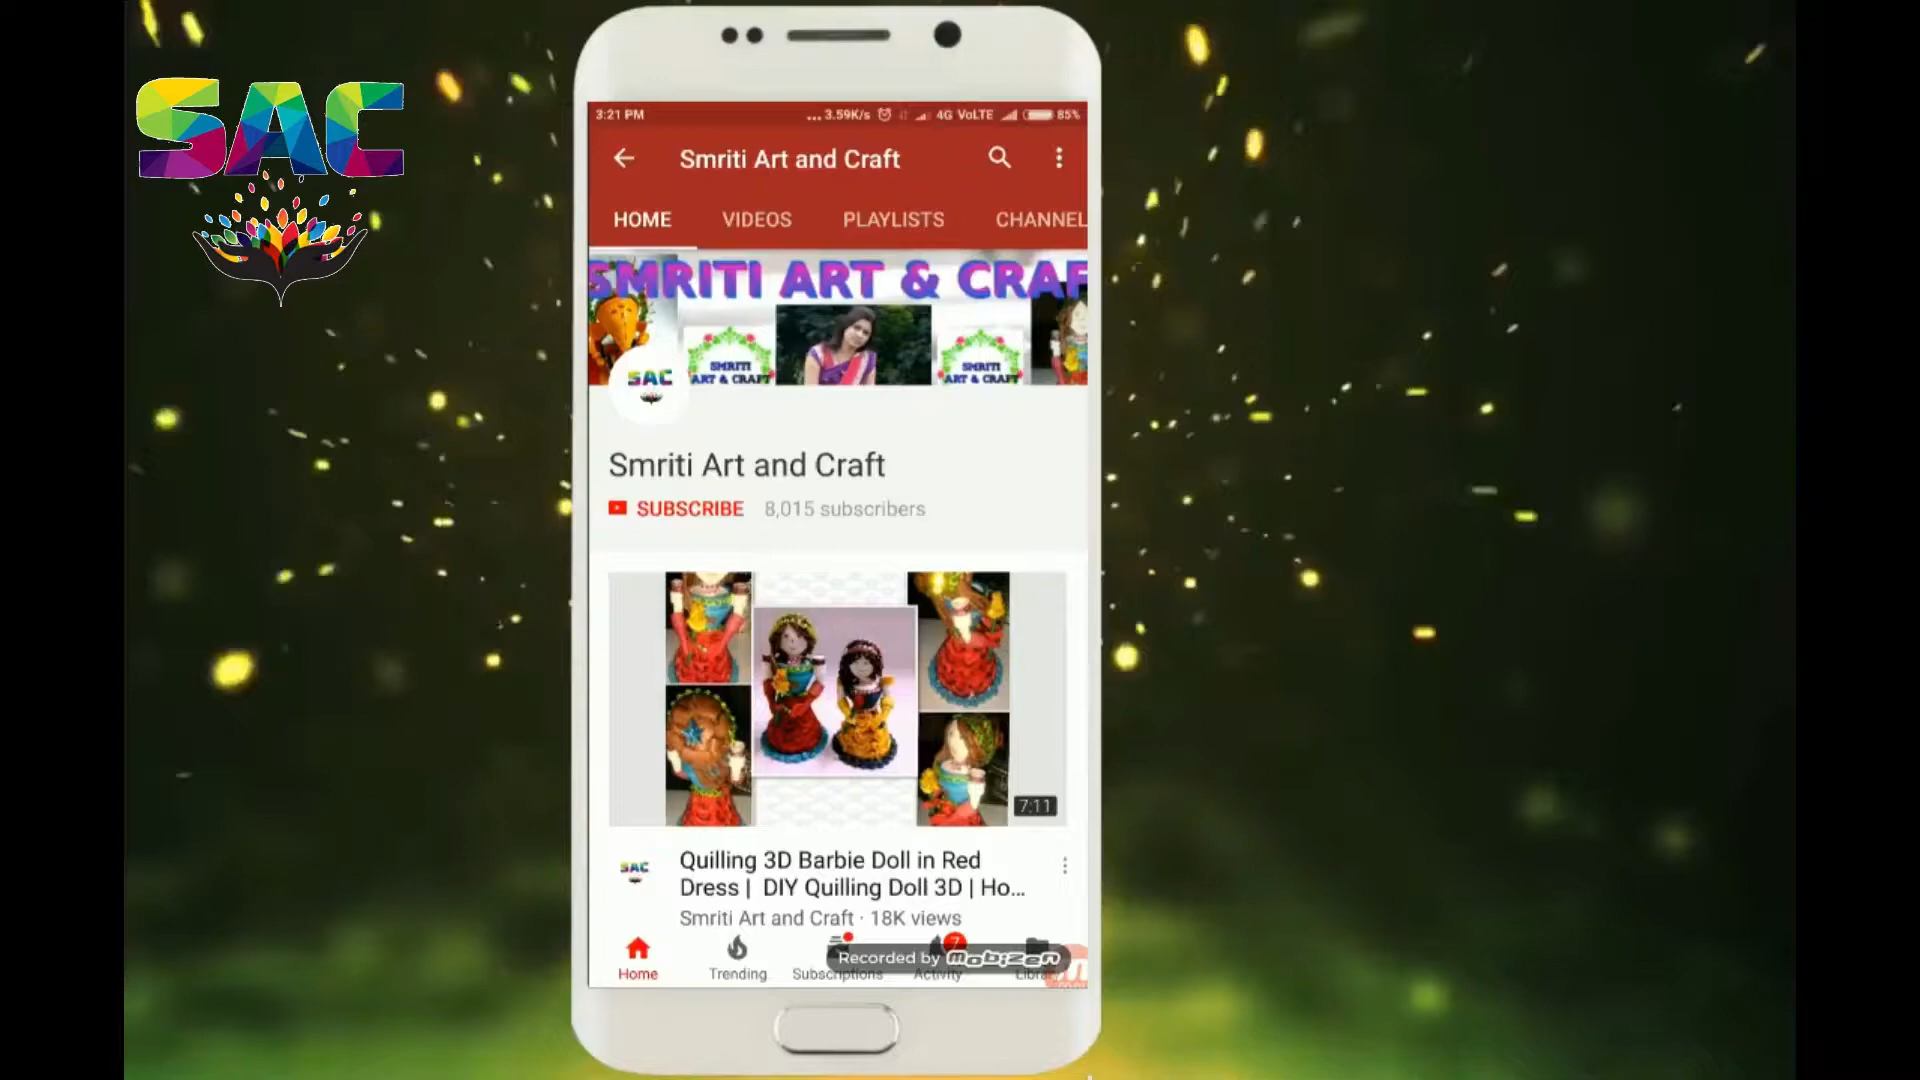 SAC
3:21 PM ... 3.59K/s 4G VoLTE 85%
Smriti Art and Craft
HOME VIDEOS PLAYLISTS CHANNEL
SMRITI ART & CRAF
SMRITI
ART & CRAFT
SMRITI
ART & CRAFT
SAC
Smriti Art and Craft
SUBSCRIBE 8,015 subscribers
7:11
SAC
Quilling 3D Barbie Doll in Red
Dress | DIY Quilling Doll 3D | Ho...
Smriti Art and Craft · 18K views
7
Recorded by mobizen
Home Trending Subscriptions Activity Libra